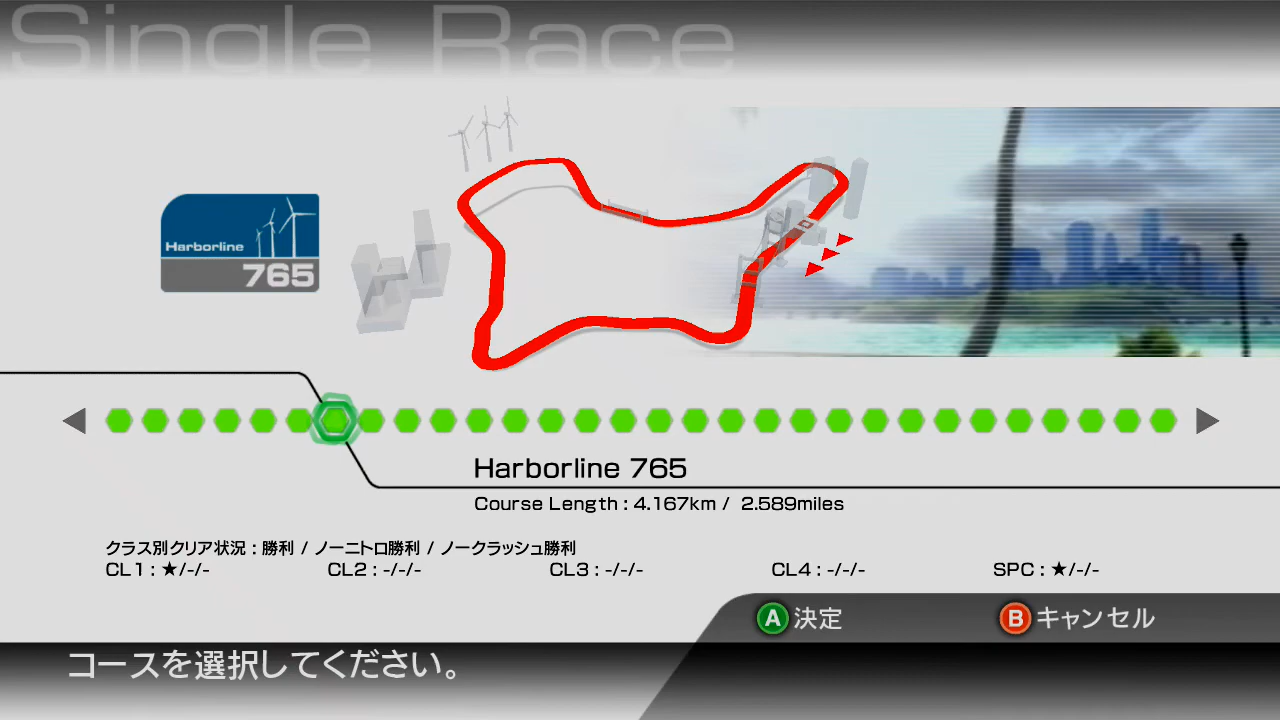 Single Race
Harborline
765
Harborline 765
Course Length : 4.167km / 2.589miles
クラス別クリア状況 : 勝利 / ノーニトロ勝利 / ノークラッシュ勝利
CL1 : ★/-/- CL2 : -/-/- CL3 : -/-/- CL4 : -/-/- SPC : ★/-/-
A 決定 B キャンセル
コースを選択してください。